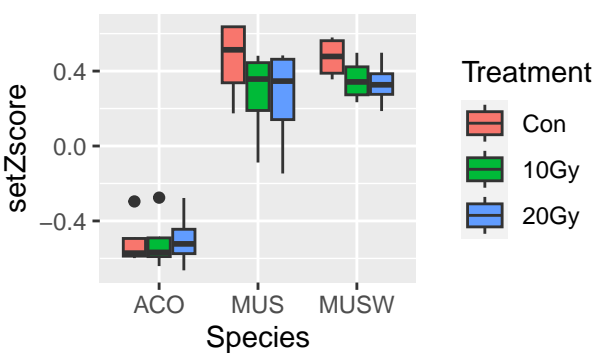 setZscore
0.4
0.0
−0.4
ACO MUS MUSW
Species
Treatment
Con
10Gy
20Gy